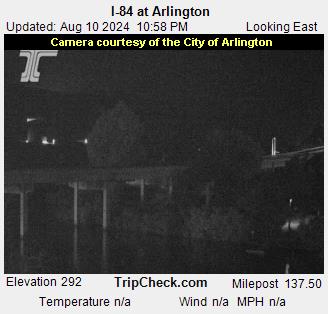 I-84 at Arlington
Updated: Aug 10 2024 10:58 PM Looking East
Camera courtesy of the City of Arlington
Elevation 292 TripCheck.com Milepost 137.50
Temperature n/a Wind n/a MPH n/a